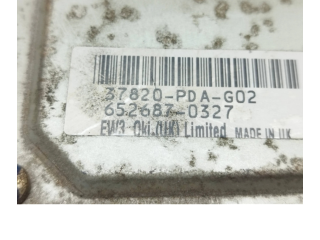 37820-PDA-G02
652687-0327
EW3 Oki (UK) Limited MADE IN UK